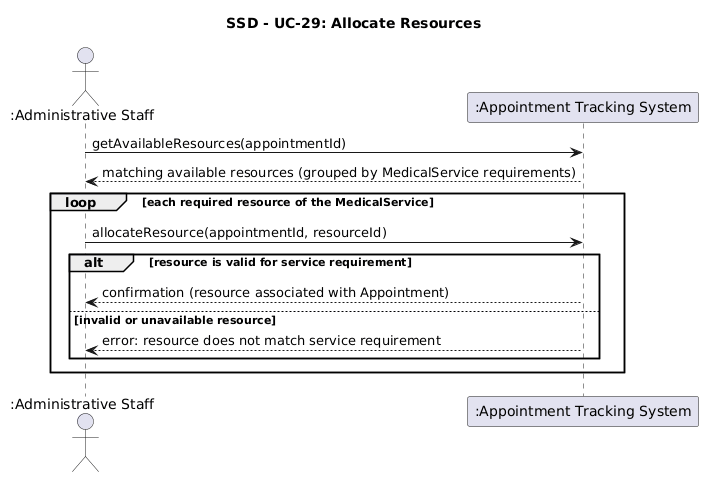 SSD - UC-29: Allocate Resources
:Administrative Staff
:Appointment Tracking System
getAvailableResources(appointmentId)
matching available resources (grouped by MedicalService requirements)
loop [each required resource of the MedicalService]
allocateResource(appointmentId, resourceId)
alt [resource is valid for service requirement]
confirmation (resource associated with Appointment)
[invalid or unavailable resource]
error: resource does not match service requirement
:Administrative Staff
:Appointment Tracking System